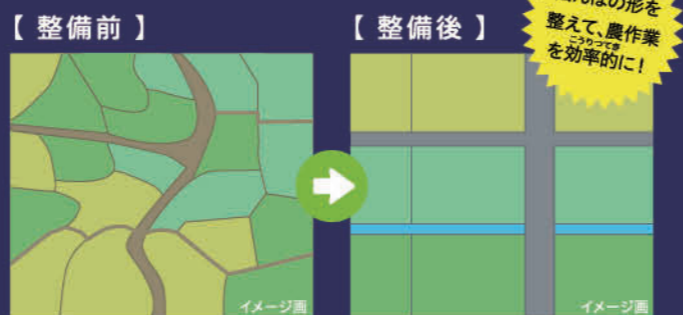 【 整備前 】
【 整備後 】
の形を
整えて、農作業
を効率的に!
こうりつてき
イメージ画
イメージ画